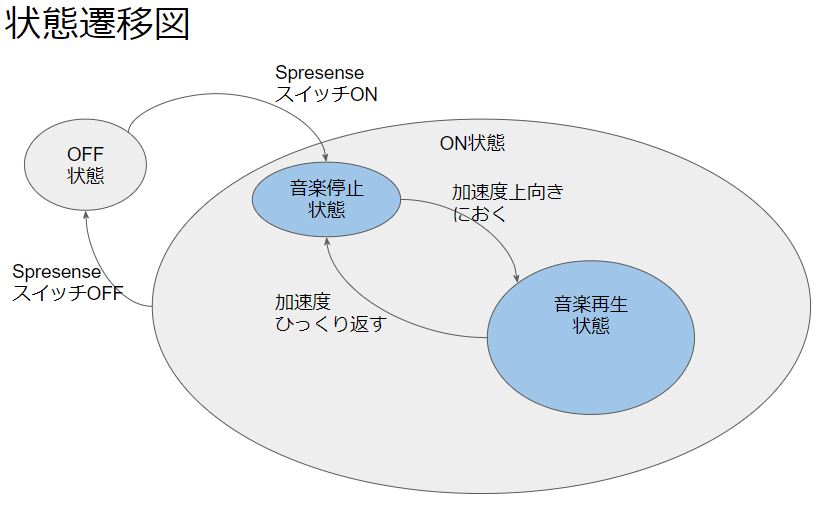 状態遷移図
Spresense
スイッチON
ON状態
OFF
状態
音楽停止
状態
加速度上向き
におく
Spresense
スイッチOFF
加速度
ひっくり返す
音楽再生
状態